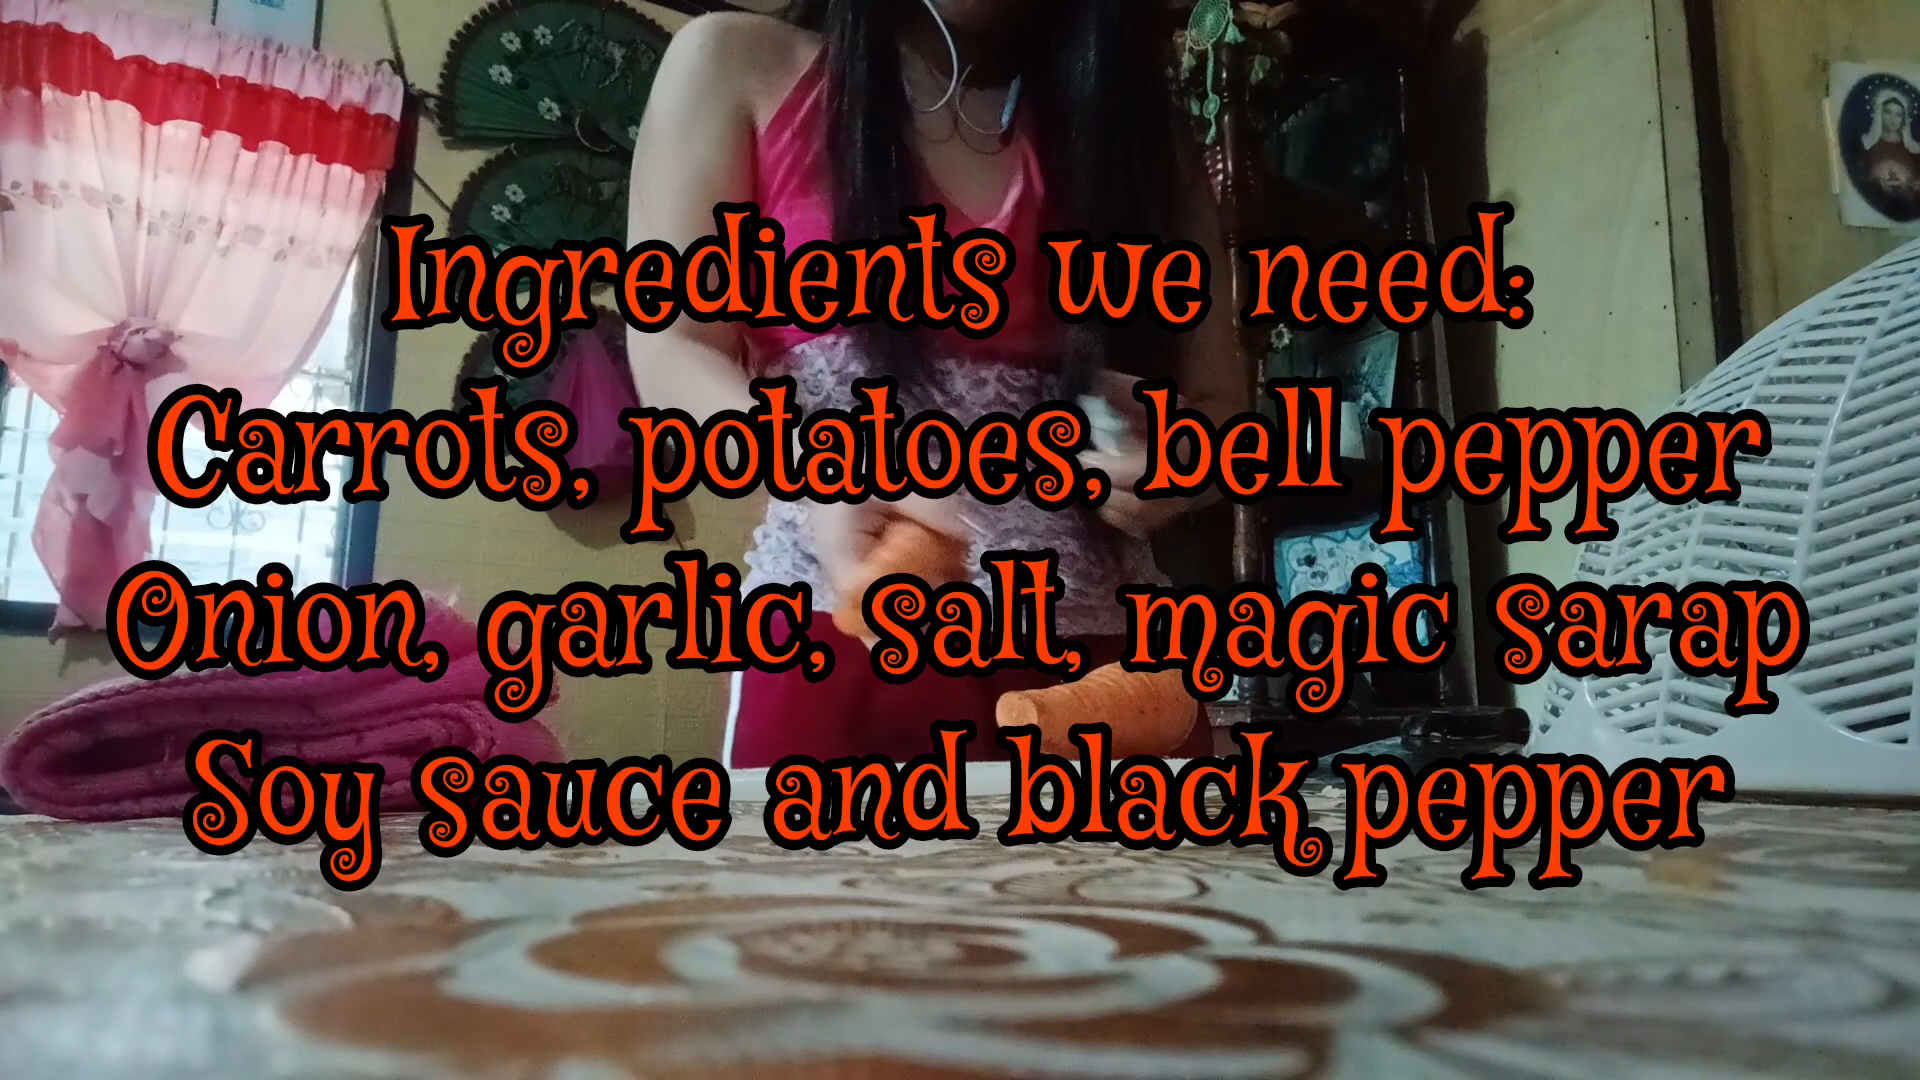 Ingredients we need:
Carrots, potatoes, bell pepper
Onion, garlic, salt, magic sarap
Soy sauce and black pepper